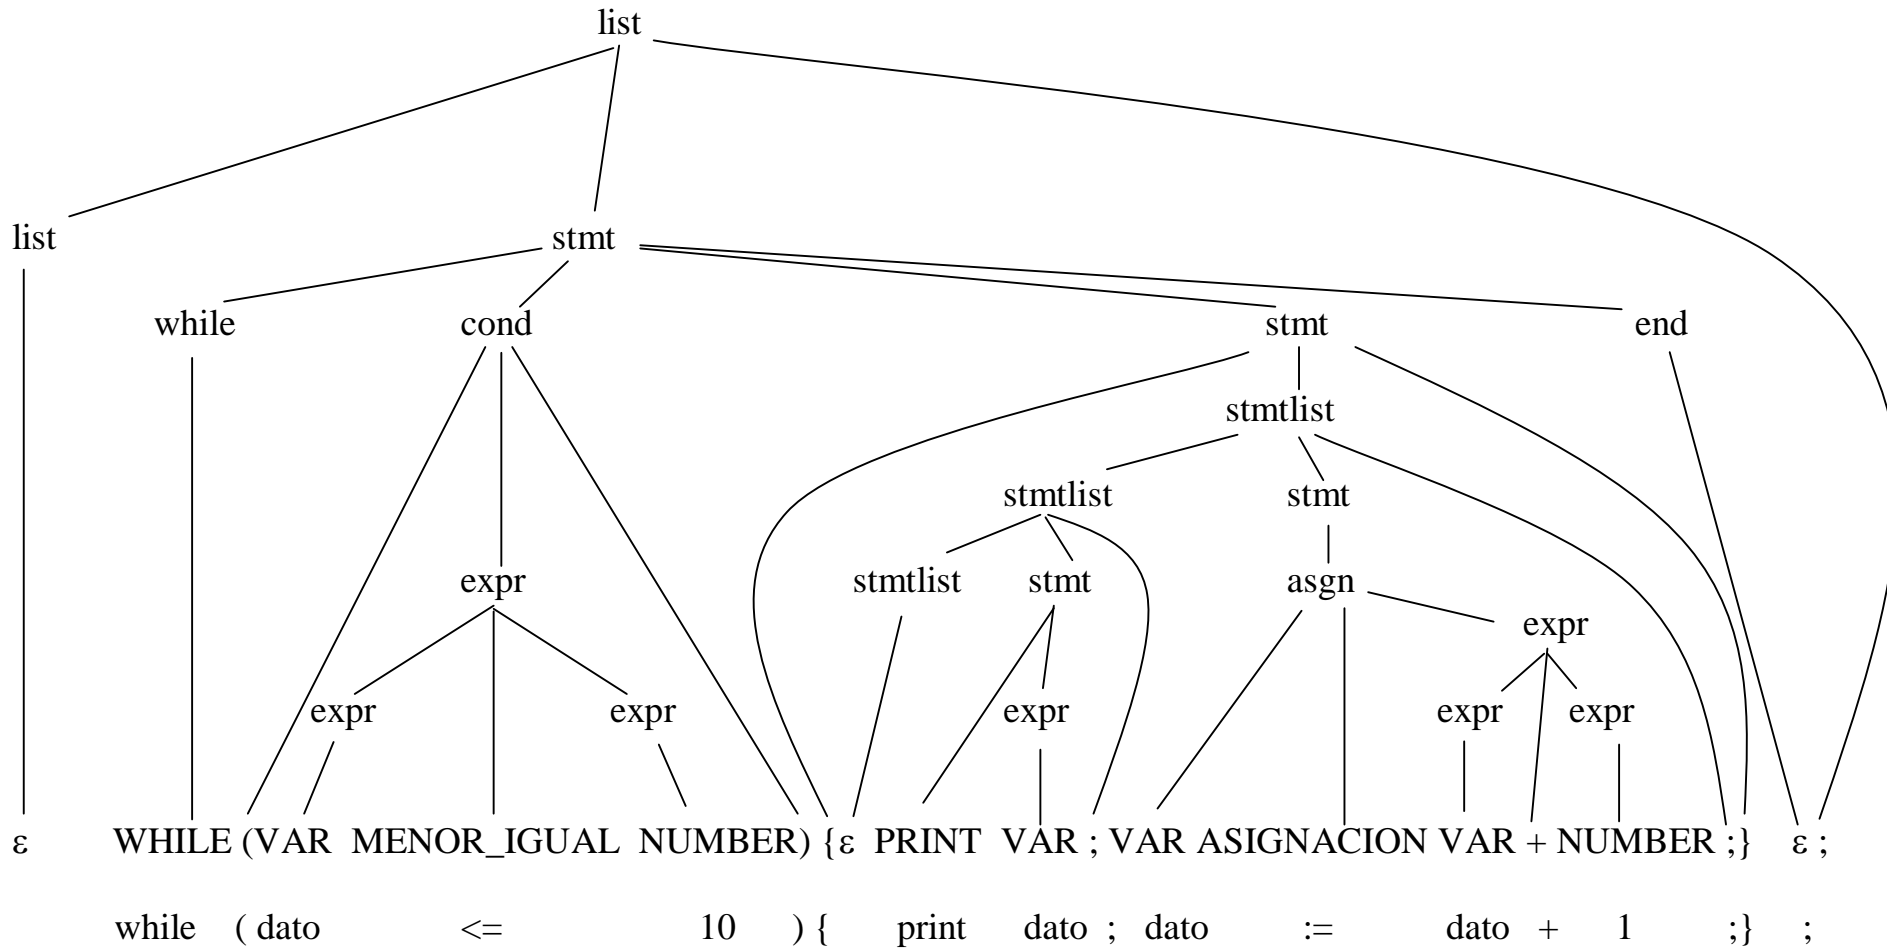 list
list stmt
while cond stmt end
stmtlist
stmtlist stmt
expr stmtlist stmt asgn
expr
expr expr expr expr expr
ε WHILE (VAR MENOR_IGUAL NUMBER) {ε PRINT VAR ; VAR ASIGNACION VAR + NUMBER ;} ε ;
while ( dato <= 10 ) { print dato ; dato := dato + 1 ;} ;